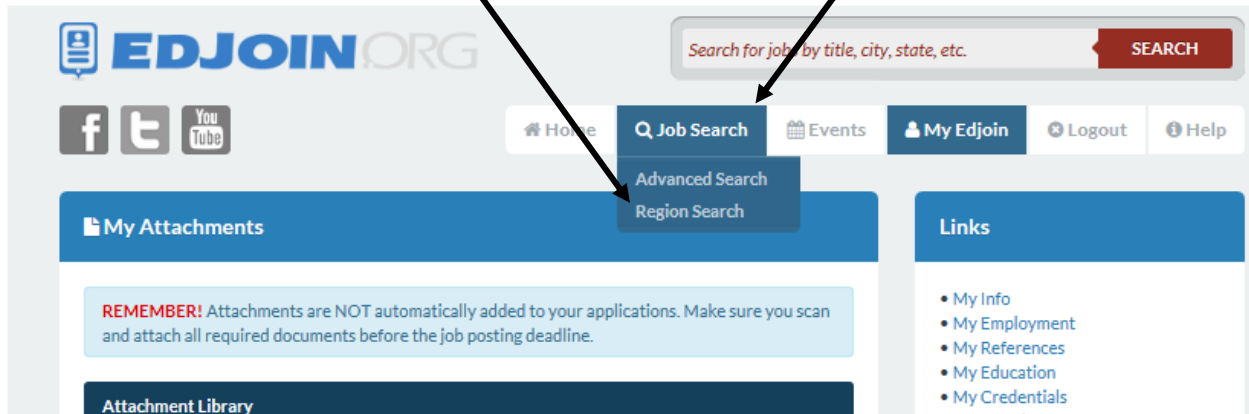 EDJOIN.ORG
Search for jobs by title, city, state, etc.
SEARCH
f t You Tube
Home Job Search Events My Edjoin Logout Help
Advanced Search
Region Search
My Attachments
Links
REMEMBER! Attachments are NOT automatically added to your applications. Make sure you scan
and attach all required documents before the job posting deadline.
• My Info
• My Employment
• My References
• My Education
• My Credentials
Attachment Library